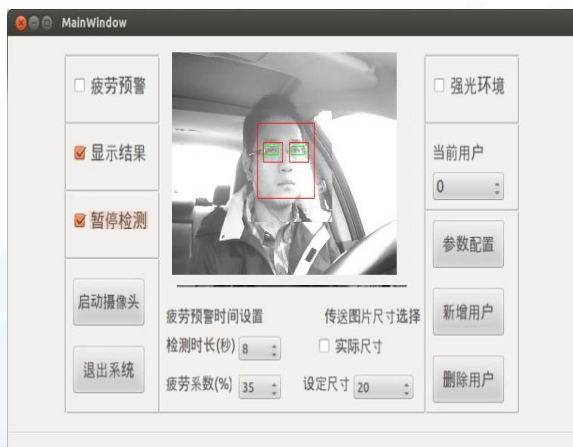 MainWindow
疲劳预警
显示结果
暂停检测
启动摄像头
退出系统
疲劳预警时间设置
检测时长(秒) 8
疲劳系数(%) 35
传送图片尺寸选择
实际尺寸
设定尺寸 20
强光环境
当前用户
0
参数配置
新增用户
删除用户